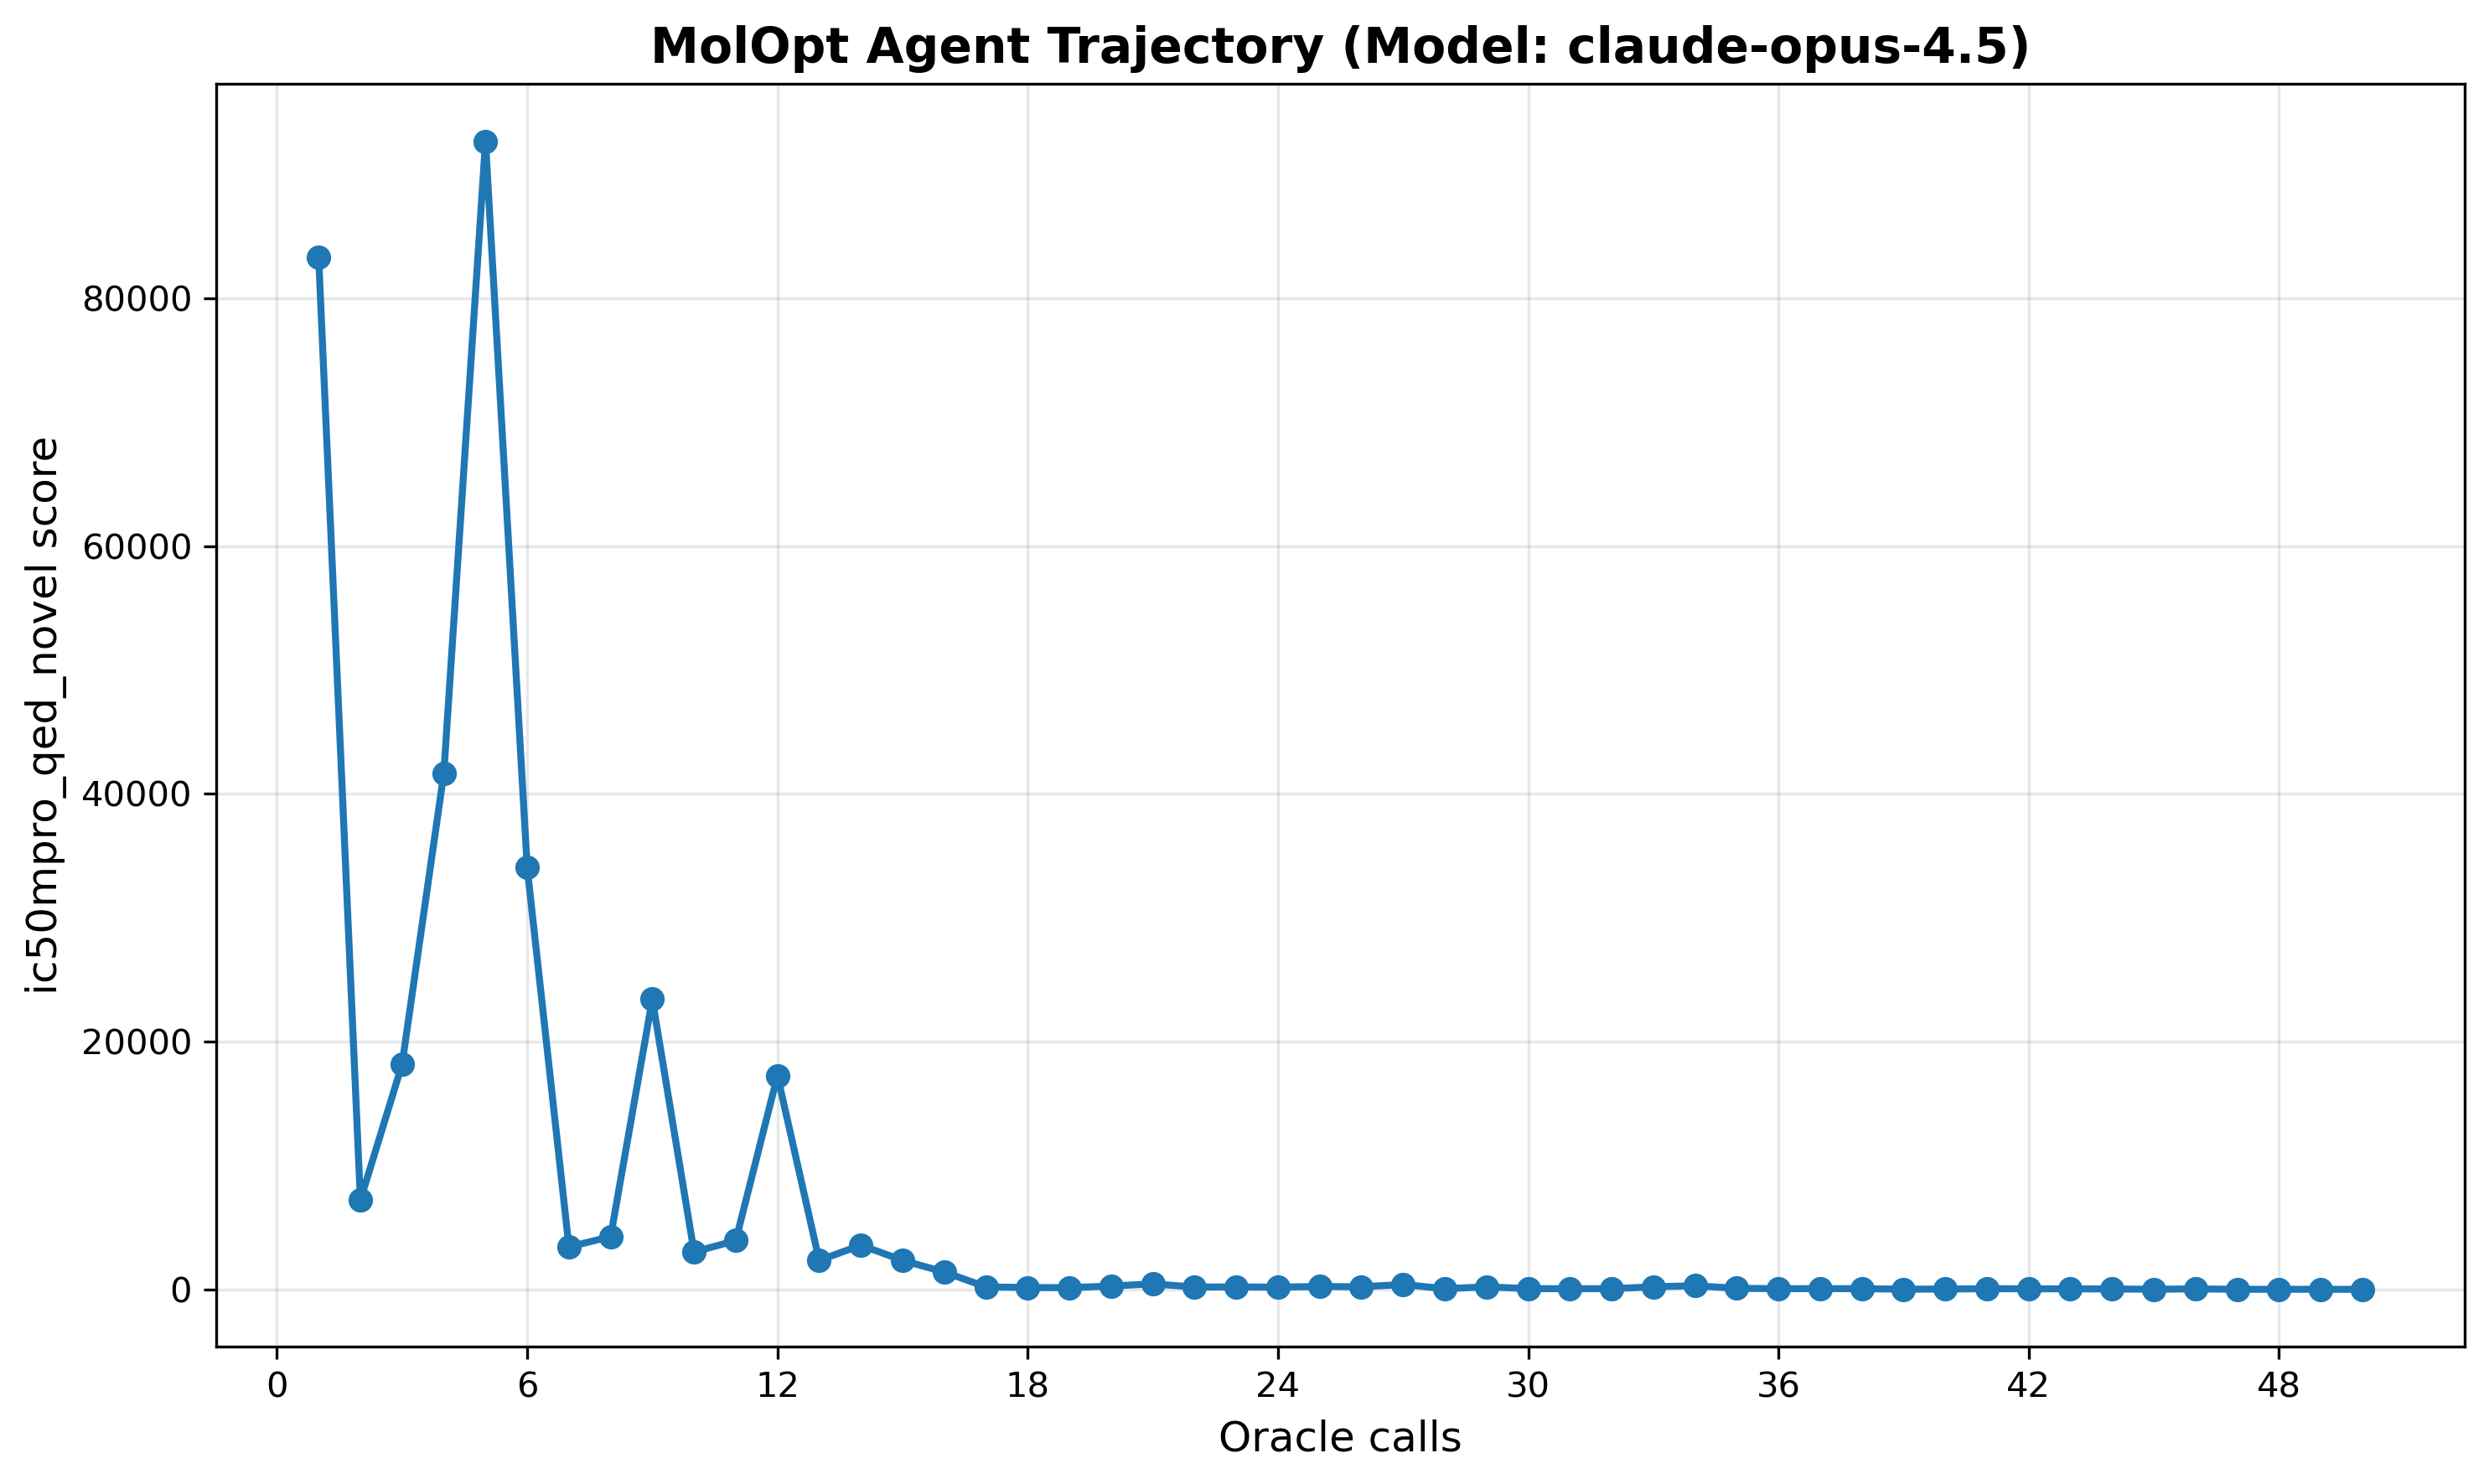 MolOpt Agent Trajectory (Model: claude-opus-4.5)
ic50mpro_qed_novel score
80000
60000
40000
20000
0
0 6 12 18 24 30 36 42 48
Oracle calls